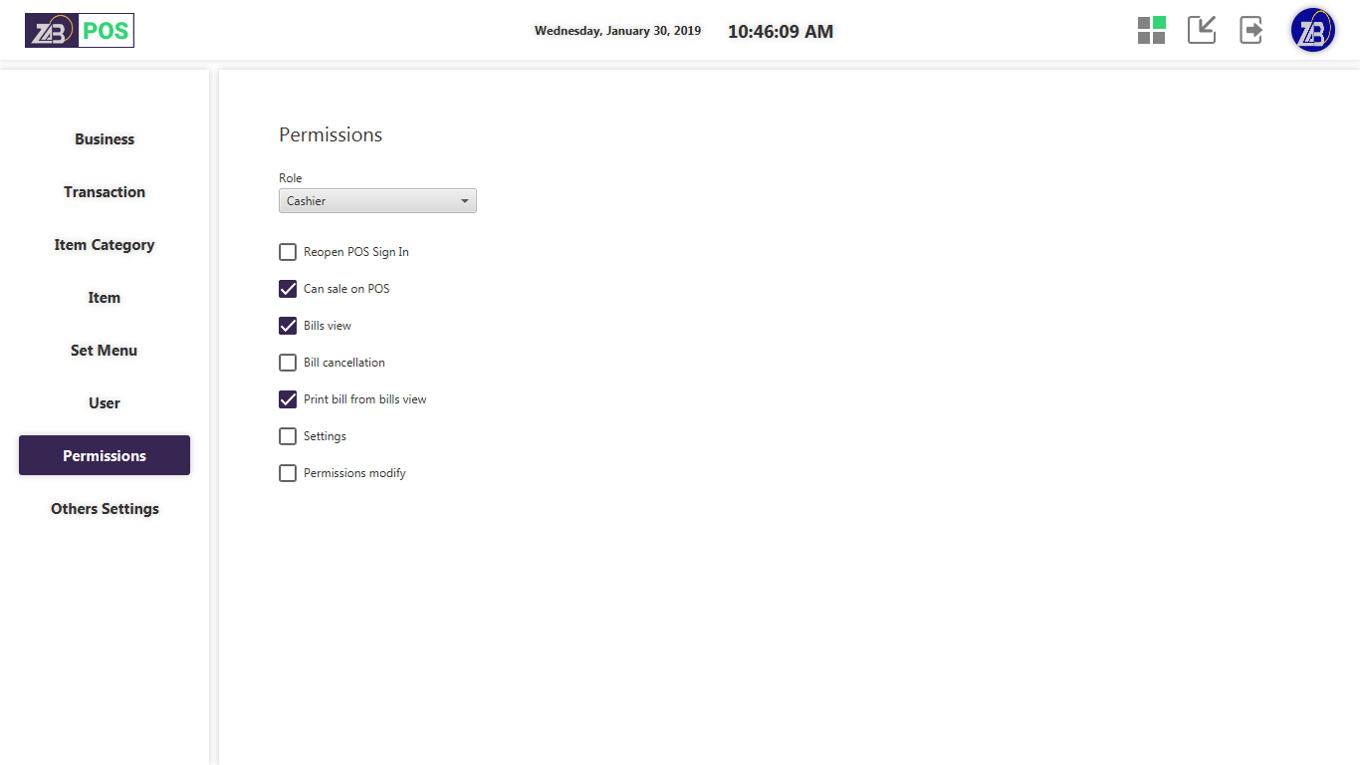 ZB POS
Wednesday, January 30, 2019
10:46:09 AM
ZB
Business
Transaction
Item Category
Item
Set Menu
User
Permissions
Others Settings
Permissions
Role
Cashier
Reopen POS Sign In
Can sale on POS
Bills view
Bill cancellation
Print bill from bills view
Settings
Permissions modify